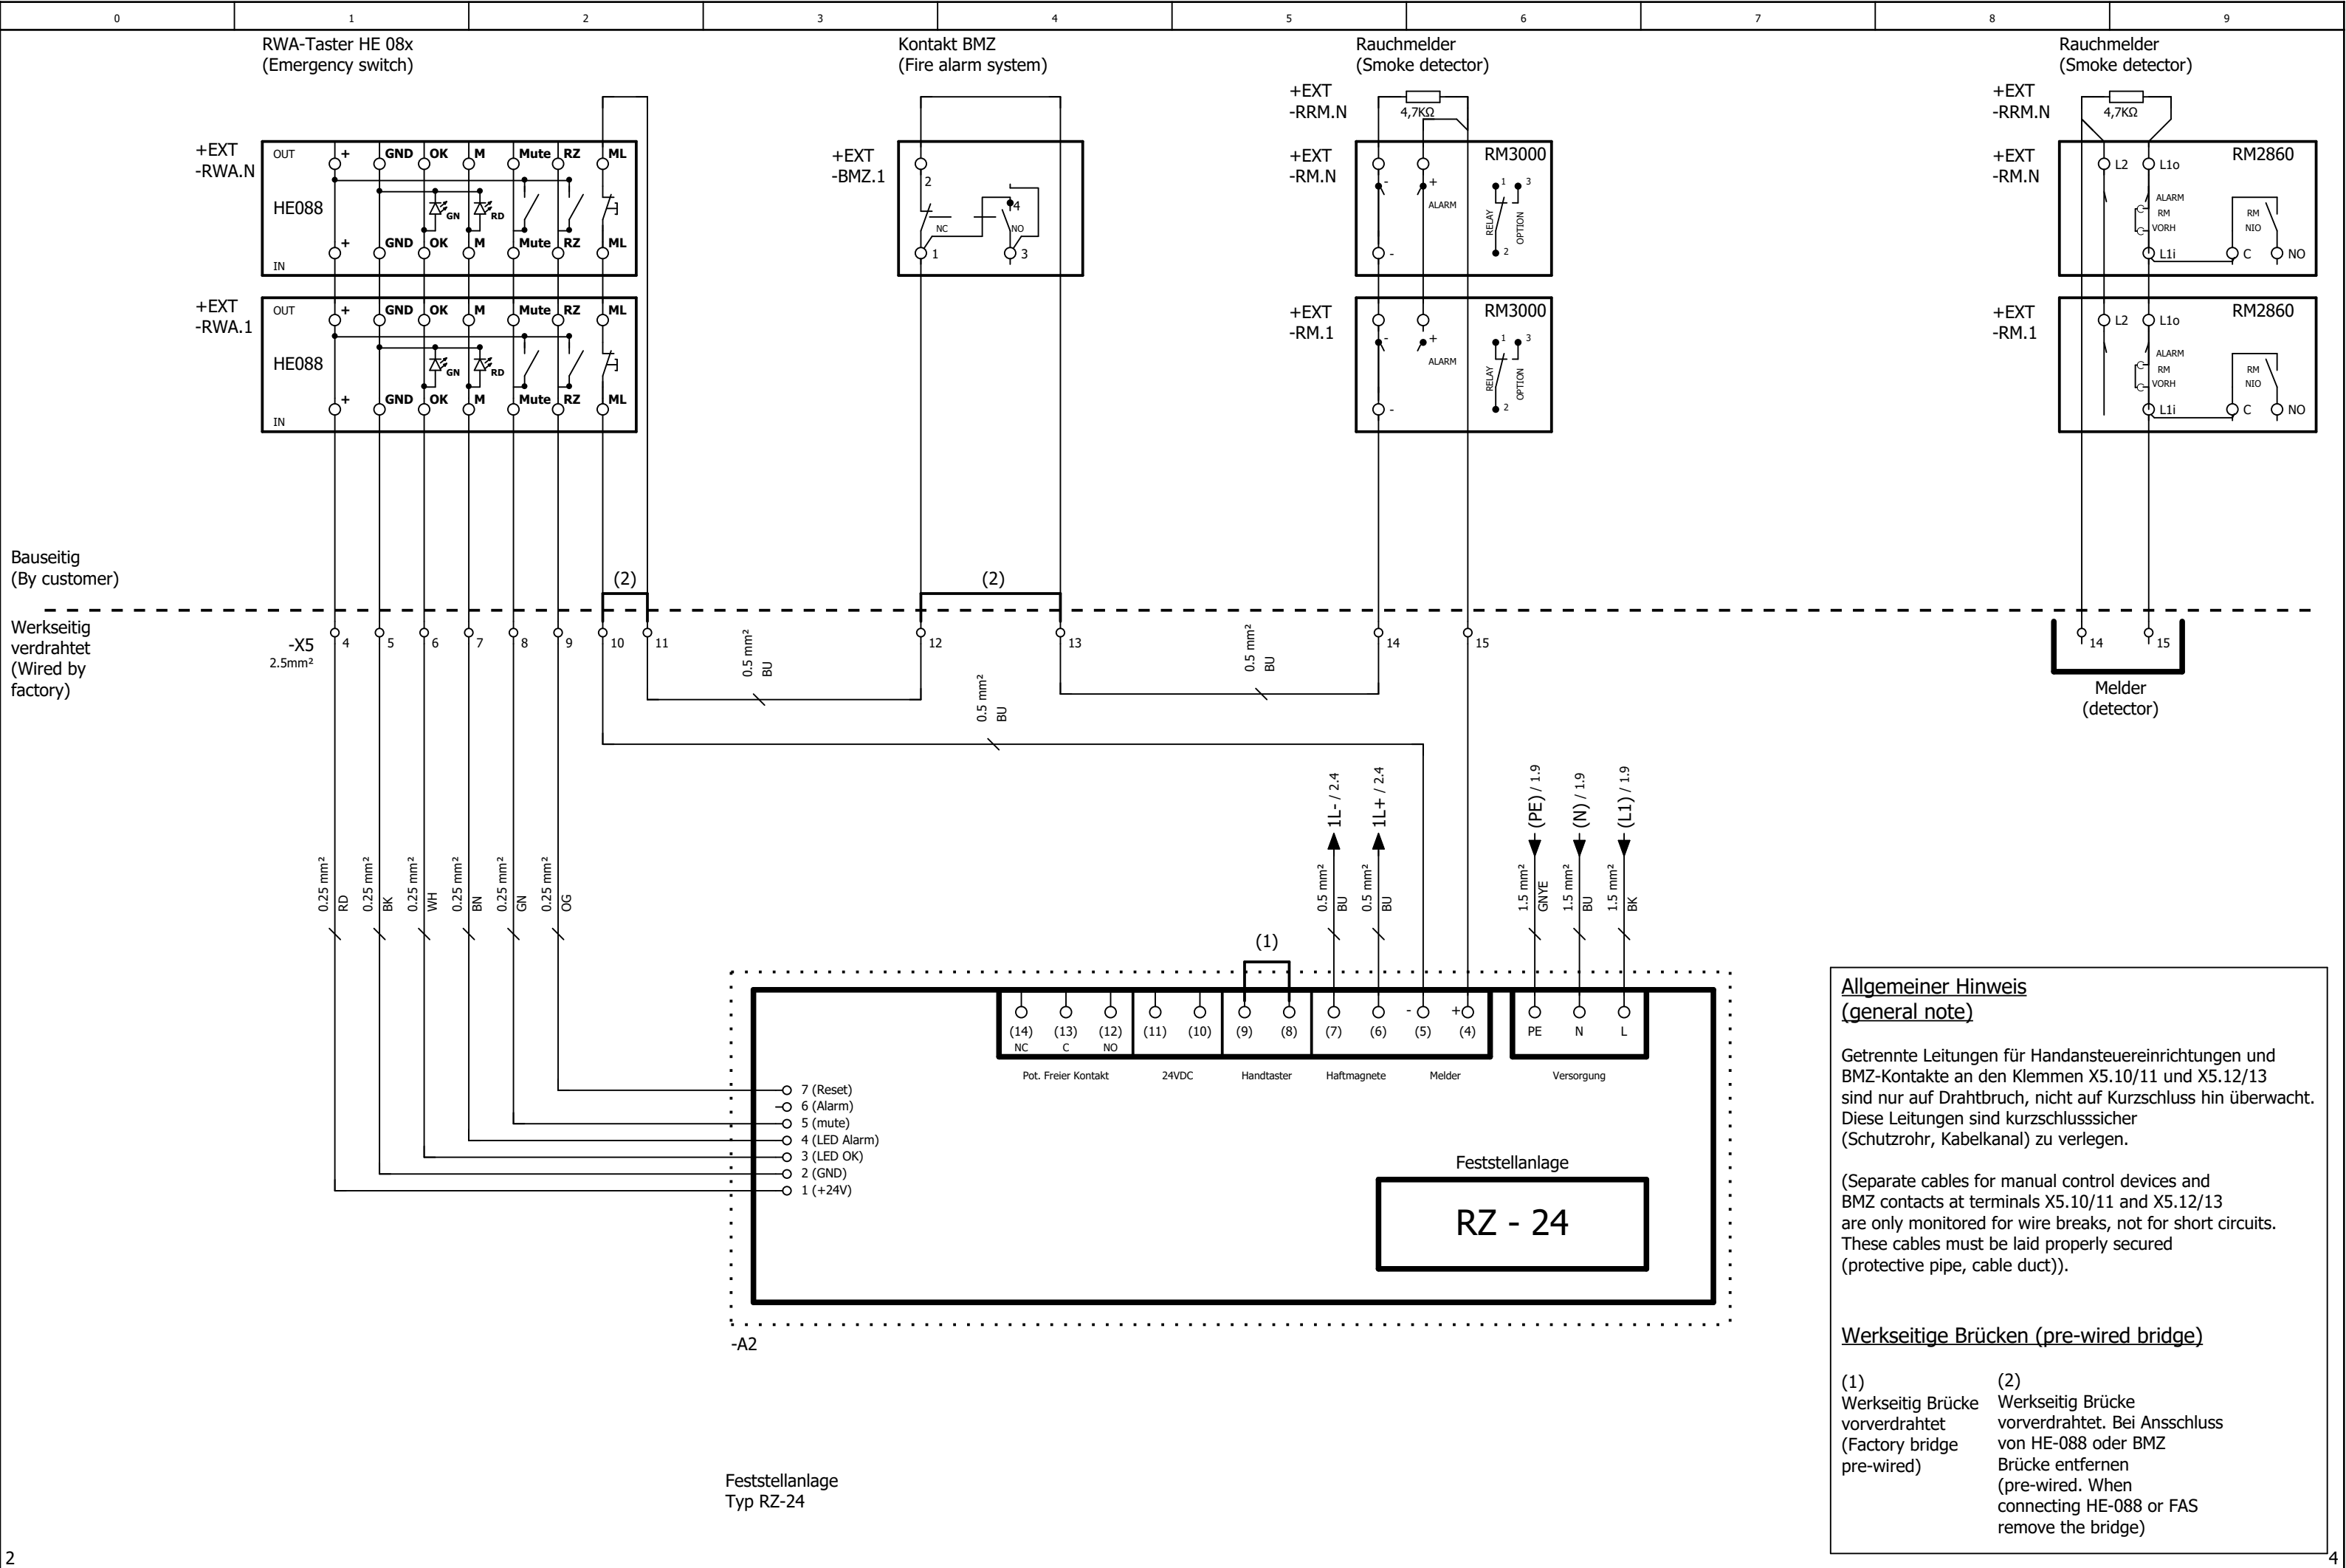 0 1 2 3 4 5 6 7 8 9
RWA-Taster HE 08x
(Emergency switch)
Kontakt BMZ
(Fire alarm system)
Rauchmelder
(Smoke detector)
Rauchmelder
(Smoke detector)
+EXT
-RRM.N
4,7KΩ
+EXT
-RRM.N
4,7KΩ
+EXT
-RWA.N
OUT
+ GND OK M Mute RZ ML
HE088
GN RD
+ GND OK M Mute RZ ML
IN
+EXT
-BMZ.1
2
4
NC NO
1 3
+EXT
-RM.N
RM3000
- +
ALARM
1 3
RELAY
OPTION
2
-
+EXT
-RM.N
RM2860
L2 L1o
ALARM
RM
VORH
RM
NIO
L1i C NO
+EXT
-RWA.1
OUT
+ GND OK M Mute RZ ML
HE088
GN RD
+ GND OK M Mute RZ ML
IN
+EXT
-RM.1
RM3000
- +
ALARM
1 3
RELAY
OPTION
2
-
+EXT
-RM.1
RM2860
L2 L1o
ALARM
RM
VORH
RM
NIO
L1i C NO
Bauseitig
(By customer)
(2)
(2)
Werkseitig
verdrahtet
(Wired by
factory)
-X5
2.5mm²
4 5 6 7 8 9 10 11 12 13 14 15
14 15
Melder
(detector)
0.5 mm²
BU
0.5 mm²
BU
0.5 mm²
BU
1L- / 2.4
1L+ / 2.4
(PE) / 1.9
(N) / 1.9
(L1) / 1.9
0.25 mm²
RD
0.25 mm²
BK
0.25 mm²
WH
0.25 mm²
BN
0.25 mm²
GN
0.25 mm²
OG
0.5 mm²
BU
0.5 mm²
BU
1.5 mm²
GNYE
1.5 mm²
BU
1.5 mm²
BK
(1)
- +
(14) (13) (12) (11) (10) (9) (8) (7) (6) (5) (4) PE N L
NC C NO
Pot. Freier Kontakt 24VDC Handtaster Haftmagnete Melder Versorgung
7 (Reset)
6 (Alarm)
5 (mute)
4 (LED Alarm)
3 (LED OK)
2 (GND)
1 (+24V)
Feststellanlage
RZ - 24
-A2
Feststellanlage
Typ RZ-24
Allgemeiner Hinweis
(general note)
Getrennte Leitungen für Handansteuereinrichtungen und
BMZ-Kontakte an den Klemmen X5.10/11 und X5.12/13
sind nur auf Drahtbruch, nicht auf Kurzschluss hin überwacht.
Diese Leitungen sind kurzschlusssicher
(Schutzrohr, Kabelkanal) zu verlegen.
(Separate cables for manual control devices and
BMZ contacts at terminals X5.10/11 and X5.12/13
are only monitored for wire breaks, not for short circuits.
These cables must be laid properly secured
(protective pipe, cable duct)).
Werkseitige Brücken (pre-wired bridge)
(1)
Werkseitig Brücke
vorverdrahtet
(Factory bridge
pre-wired)
(2)
Werkseitig Brücke
vorverdrahtet. Bei Ansschluss
von HE-088 oder BMZ
Brücke entfernen
(pre-wired. When
connecting HE-088 or FAS
remove the bridge)
2
4